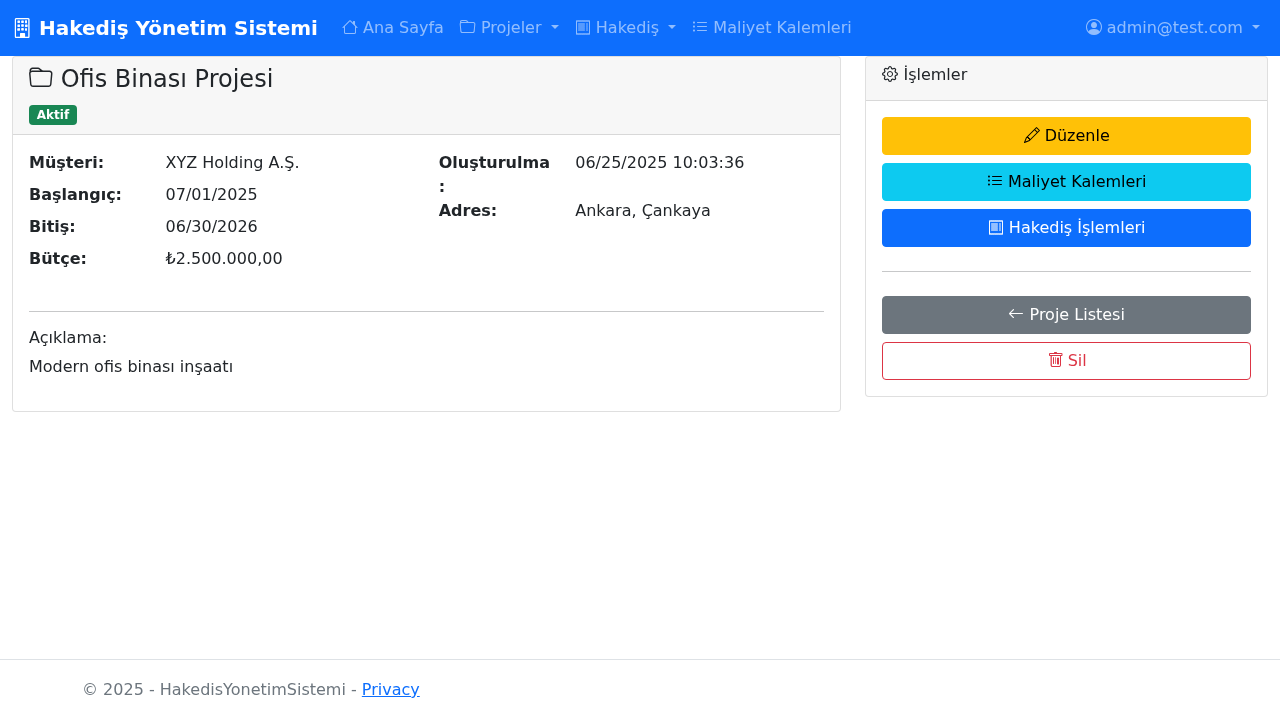 Hakediş Yönetim Sistemi
Ana Sayfa
Projeler
Hakediş
Maliyet Kalemleri
admin@test.com
Ofis Binası Projesi
Aktif
Müşteri: XYZ Holding A.Ş.
Başlangıç: 07/01/2025
Bitiş: 06/30/2026
Bütçe: ₺2.500.000,00
Oluşturulma 06/25/2025 10:03:36
:
Adres: Ankara, Çankaya
Açıklama:
Modern ofis binası inşaatı
İşlemler
Düzenle
Maliyet Kalemleri
Hakediş İşlemleri
Proje Listesi
Sil
© 2025 - HakedisYonetimSistemi - Privacy